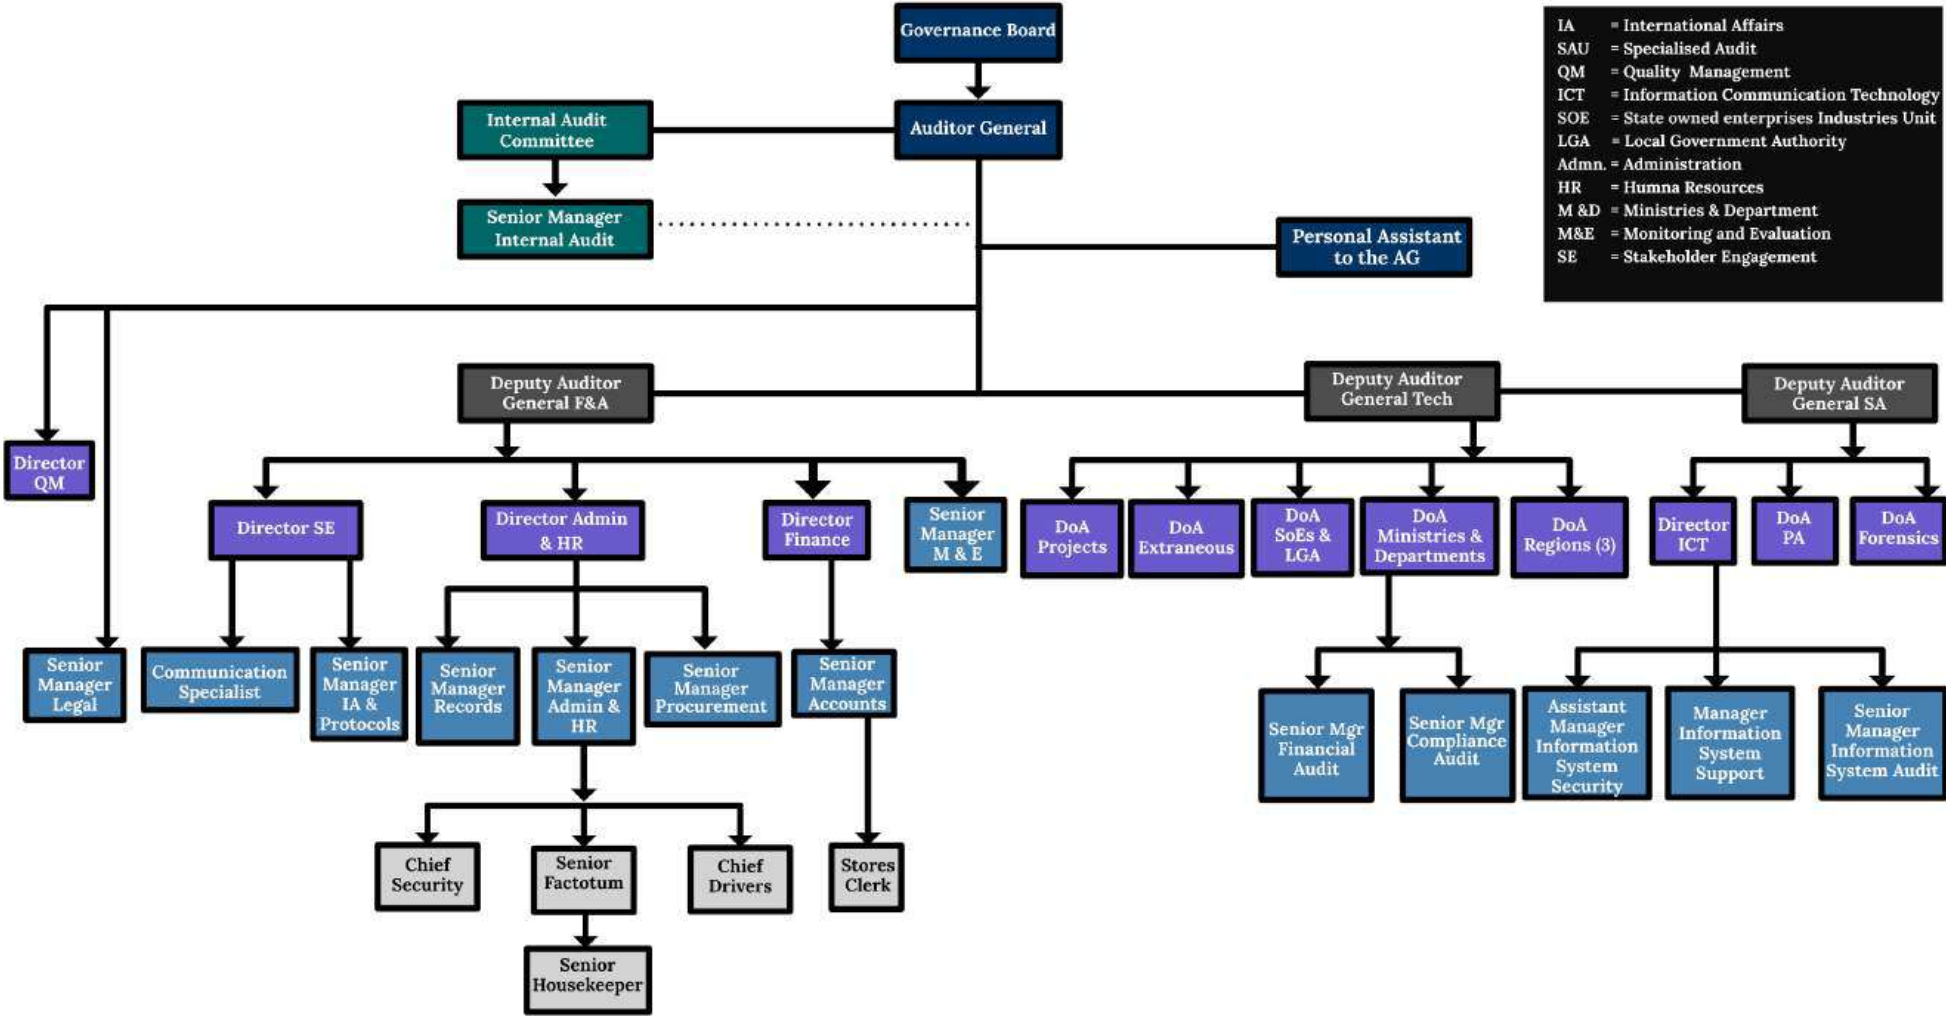 Governance Board
IA = International Affairs
SAU = Specialised Audit
QM = Quality Management
ICT = Information Communication Technology
SOE = State owned enterprises Industries Unit
LGA = Local Government Authority
Admn. = Administration
HR = Humna Resources
M &D = Ministries & Department
M&E = Monitoring and Evaluation
SE = Stakeholder Engagement
Internal Audit
Committee
Auditor General
Senior Manager
Internal Audit
Personal Assistant
to the AG
Deputy Auditor
General F&A
Deputy Auditor
General Tech
Deputy Auditor
General SA
Director
QM
Director SE
Director Admin
& HR
Director
Finance
Senior
Manager
M & E
DoA
Projects
DoA
Extraneous
DoA
SoEs &
LGA
DoA
Ministries &
Departments
DoA
Regions (3)
Director
ICT
DoA
PA
DoA
Forensics
Senior
Manager
Legal
Communication
Specialist
Senior
Manager
IA &
Protocols
Senior
Manager
Records
Senior
Manager
Admin &
HR
Senior
Manager
Procurement
Senior
Manager
Accounts
Senior Mgr
Financial
Audit
Senior Mgr
Compliance
Audit
Assistant
Manager
Information
System
Security
Manager
Information
System
Support
Senior
Manager
Information
System Audit
Chief
Security
Senior
Factotum
Chief
Drivers
Stores
Clerk
Senior
Housekeeper